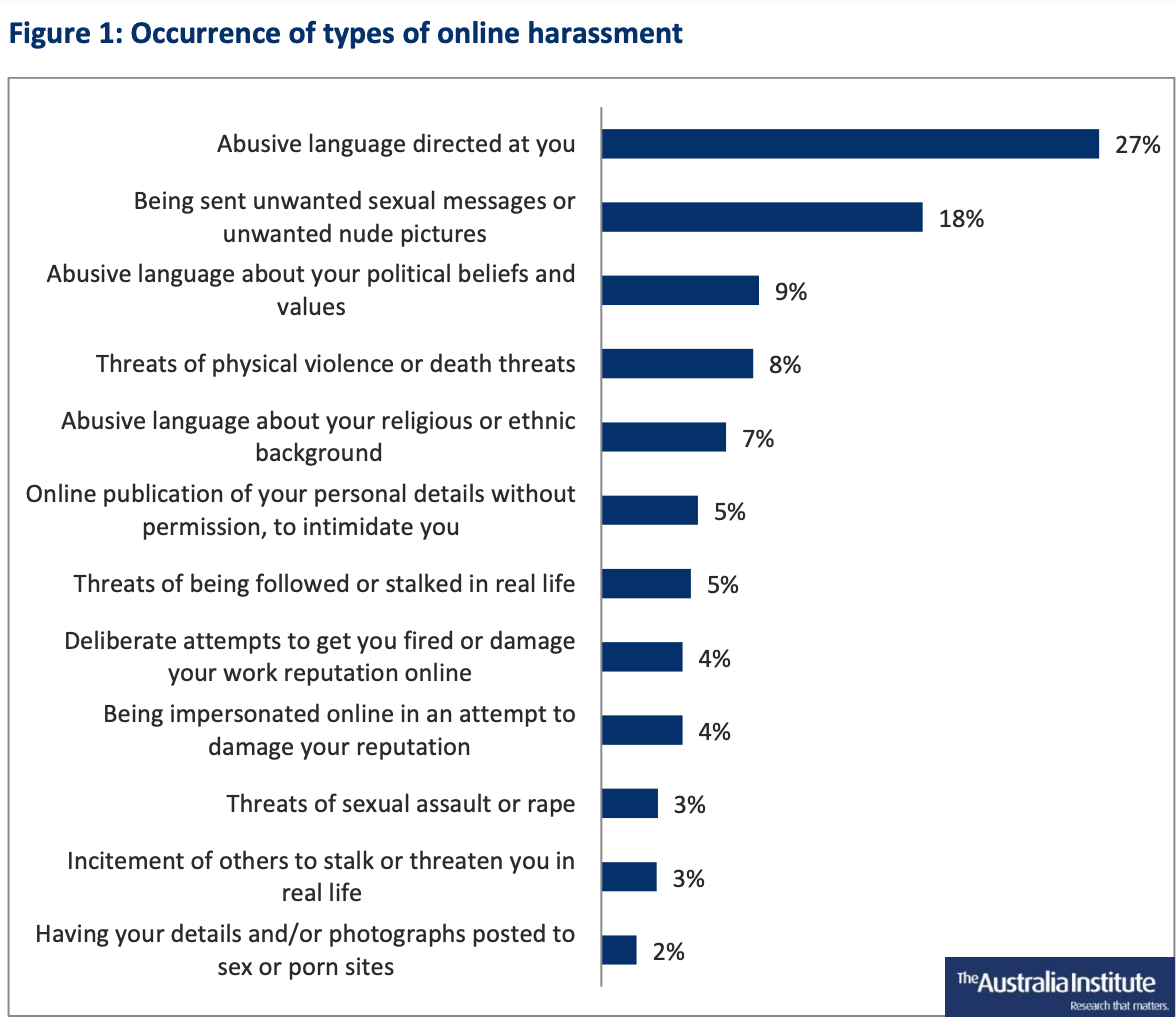 Figure 1: Occurrence of types of online harassment
Abusive language directed at you
27%
Being sent unwanted sexual messages or
unwanted nude pictures
18%
Abusive language about your political beliefs and
values
9%
Threats of physical violence or death threats
8%
Abusive language about your religious or ethnic
background
7%
Online publication of your personal details without
permission, to intimidate you
5%
Threats of being followed or stalked in real life
5%
Deliberate attempts to get you fired or damage
your work reputation online
4%
Being impersonated online in an attempt to
damage your reputation
4%
Threats of sexual assault or rape
3%
Incitement of others to stalk or threaten you in
real life
3%
Having your details and/or photographs posted to
sex or porn sites
2%
The Australia Institute
Research that matters.